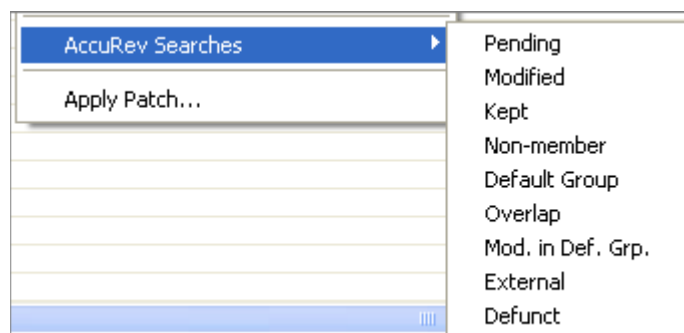 AccuRev Searches
Apply Patch...
Pending
Modified
Kept
Non-member
Default Group
Overlap
Mod. in Def. Grp.
External
Defunct